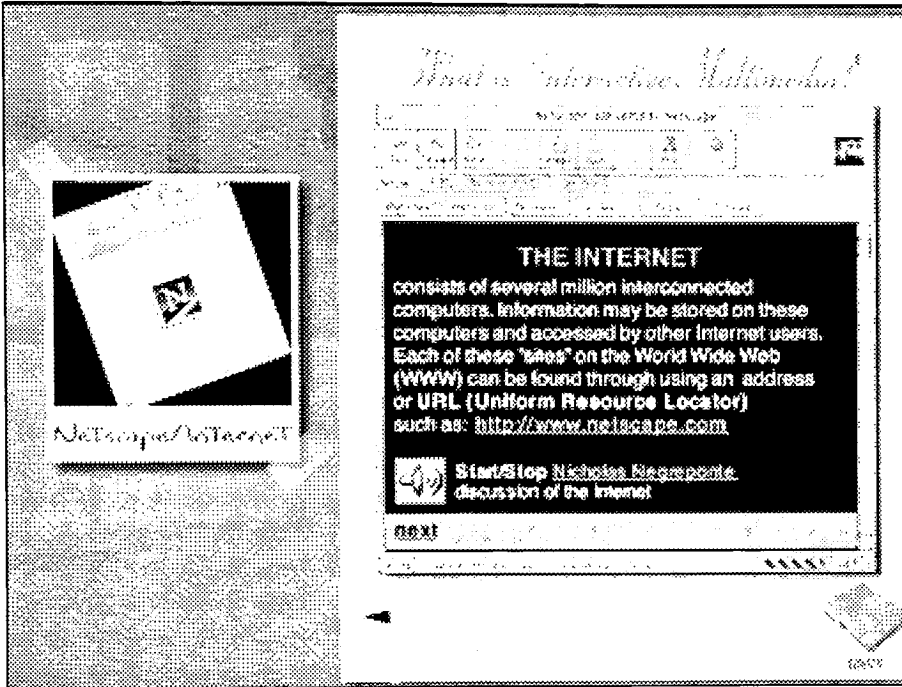 What is Interactive Multimedia?
Netscape/Internet
THE INTERNET
consists of several million interconnected
computers. Information may be stored on these
computers and accessed by other Internet users.
Each of these "sites" on the World Wide Web
(WWW) can be found through using an address
or URL (Uniform Resource Locator)
such as: http://www.netscape.com
Start/Stop Nicholas Negreponte
discussion of the Internet
next